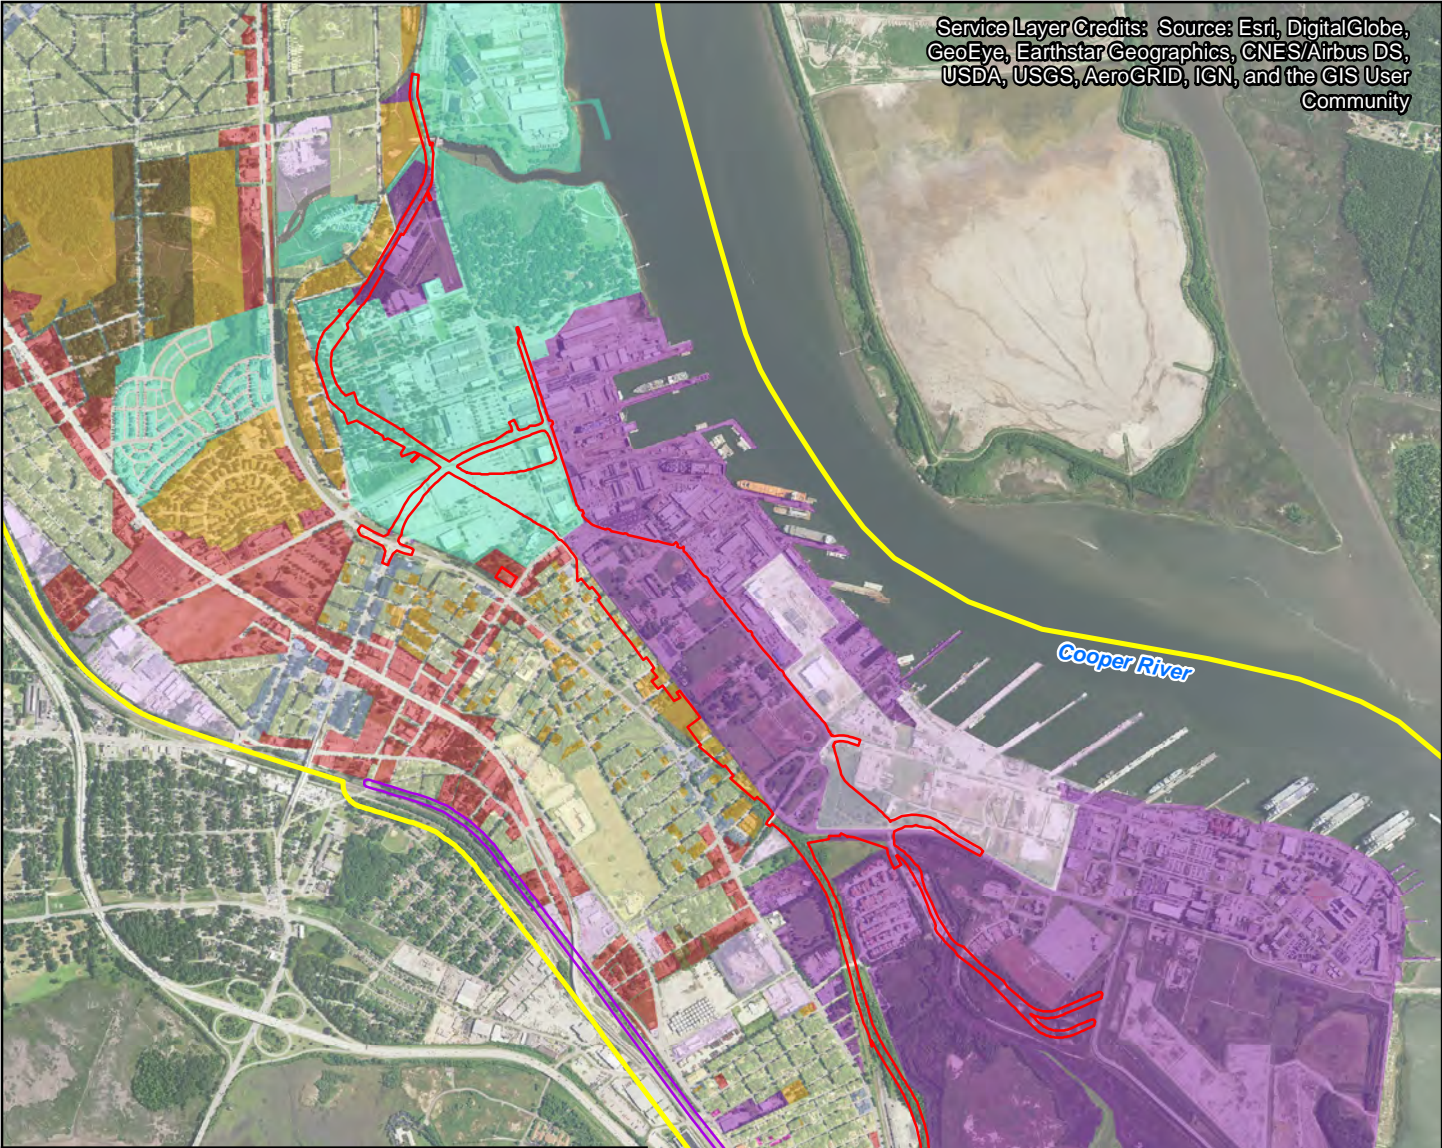 Service Layer Credits: Source: Esri, DigitalGlobe,
GeoEye, Earthstar Geographics, CNES/Airbus DS,
USDA, USGS, AeroGRID, IGN, and the GIS User
Community
Cooper River